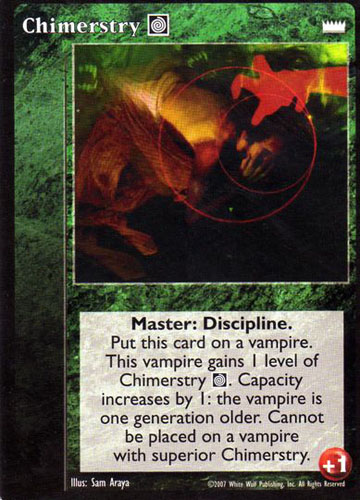 Chimerstry
Master: Discipline.
Put this card on a vampire.
This vampire gains 1 level of
Chimerstry . Capacity
increases by 1: the vampire is
one generation older. Cannot
be placed on a vampire
with superior Chimerstry.
+1
Illus: Sam Araya
©2007 White Wolf Publishing, Inc. All Rights Reserved